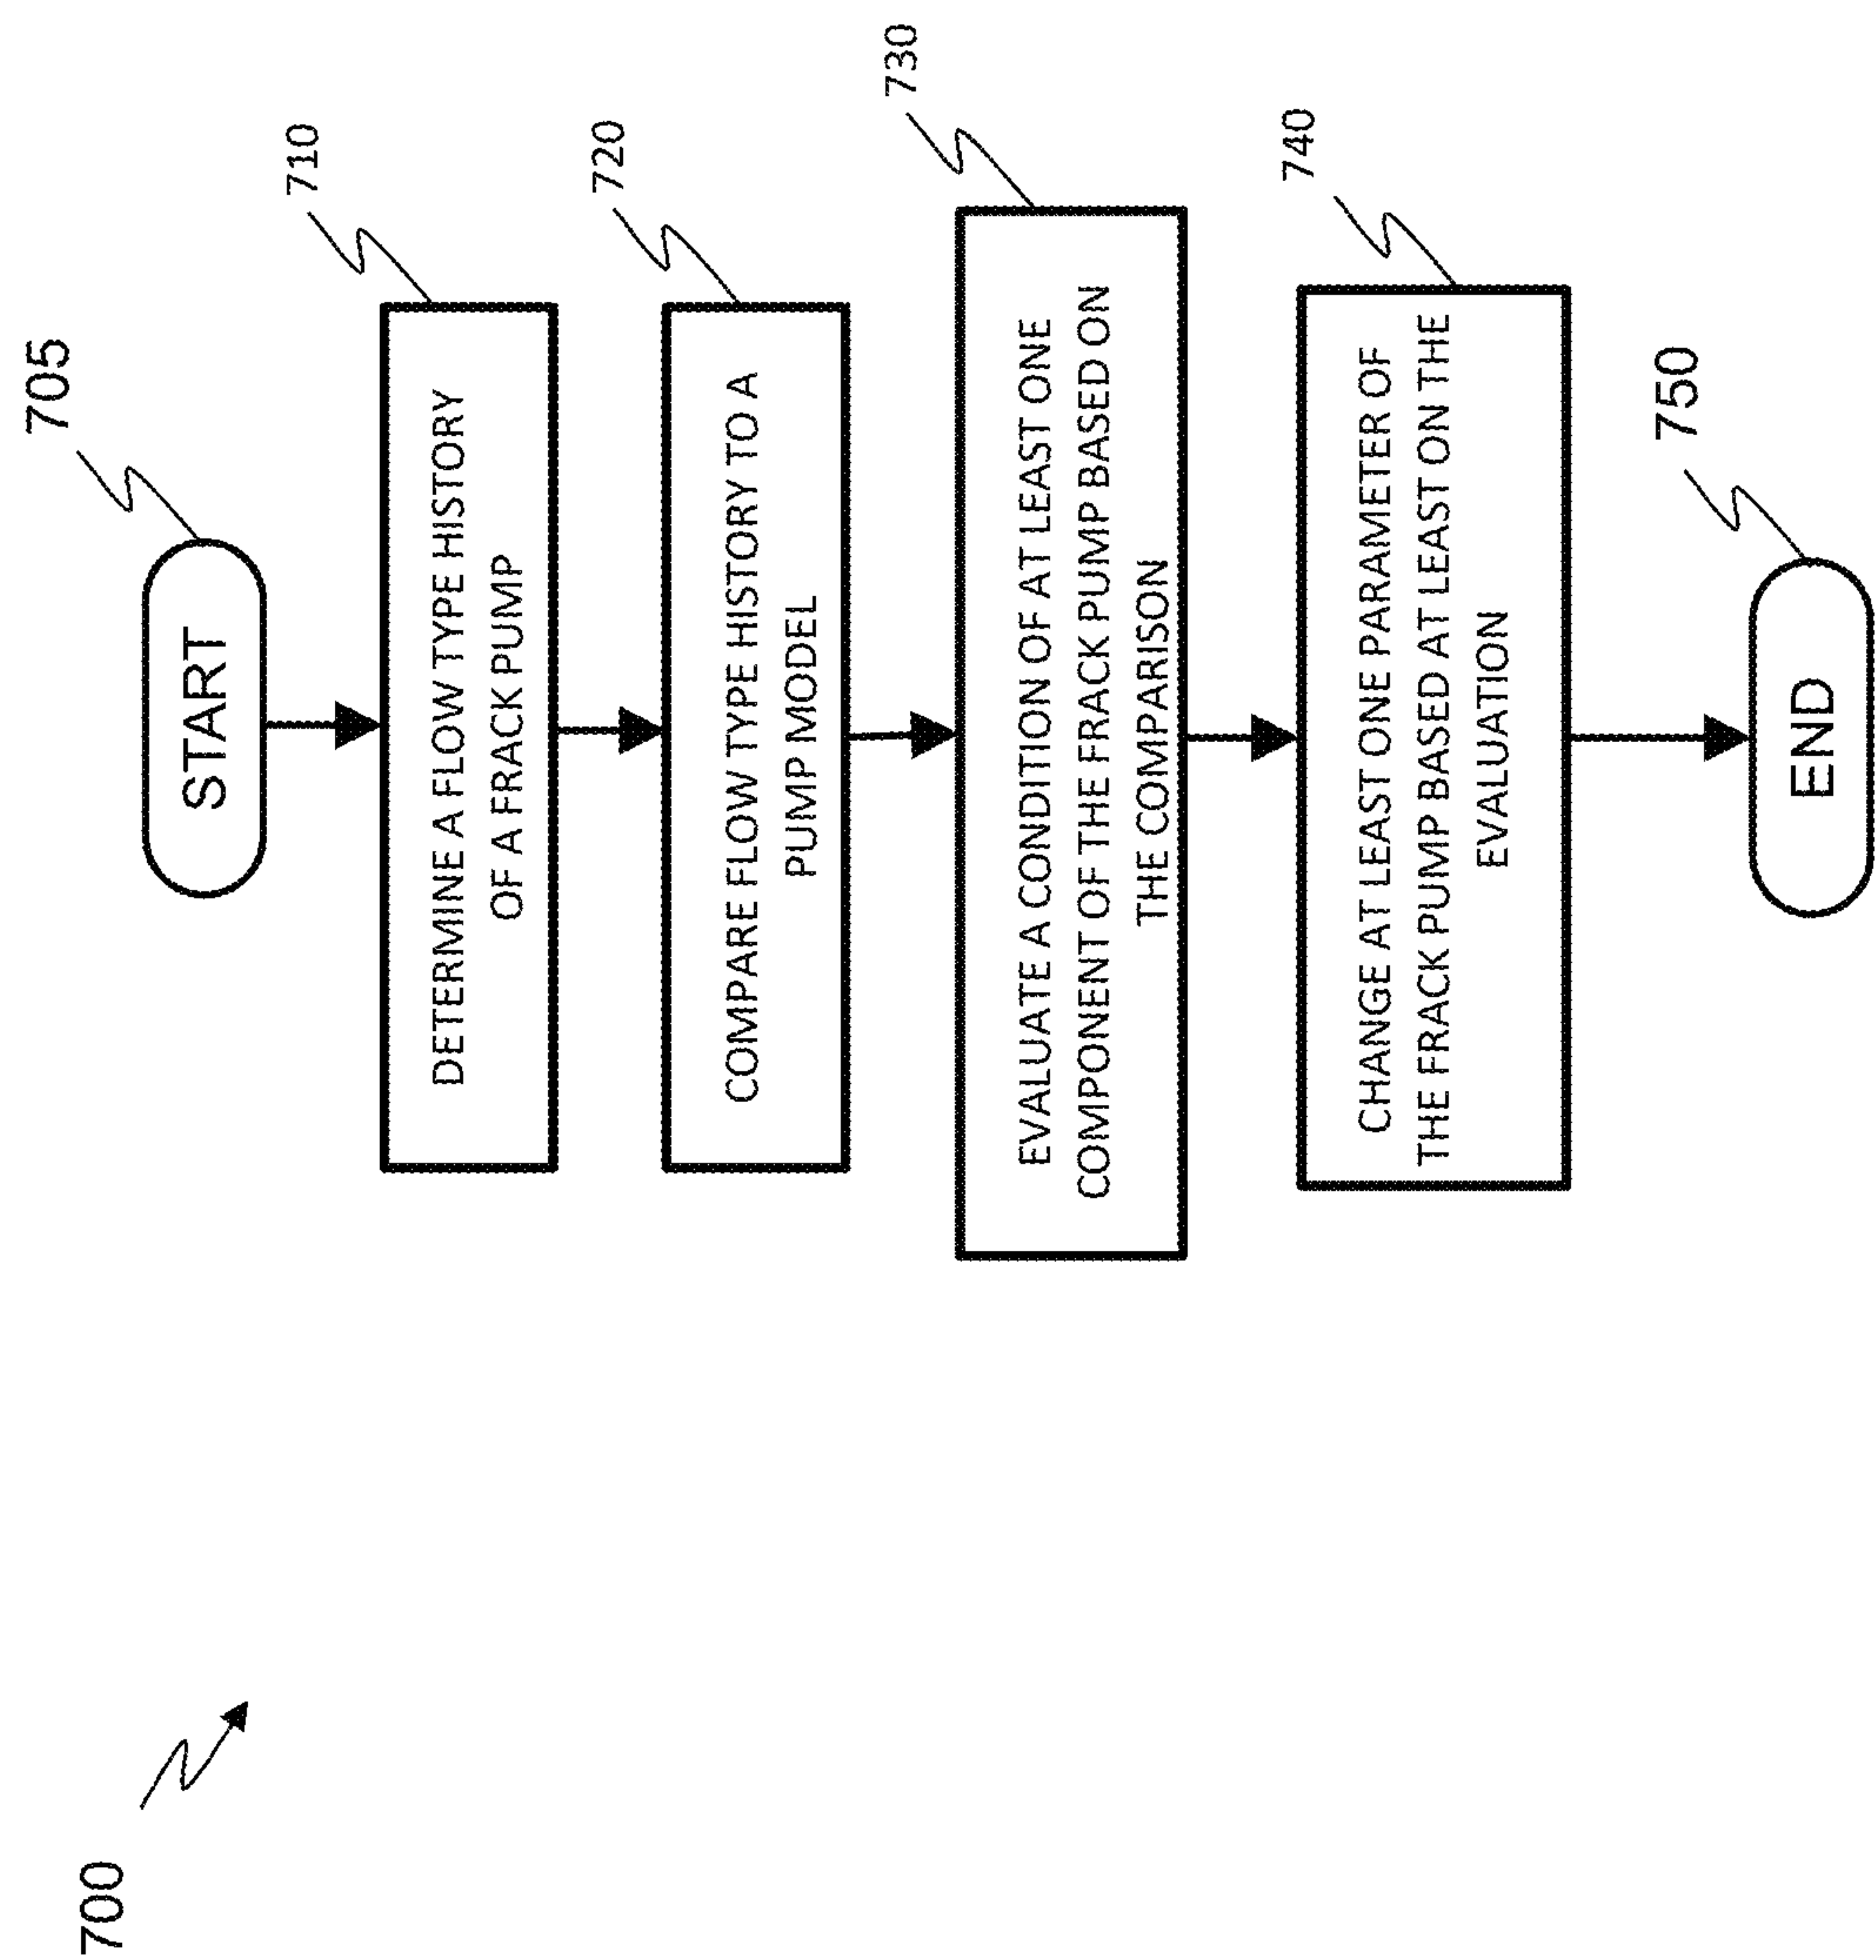 700
START
705
DETERMINE A FLOW TYPE HISTORY
OF A FRACK PUMP
710
COMPARE FLOW TYPE HISTORY TO A
PUMP MODEL
720
EVALUATE A CONDITION OF AT LEAST ONE
COMPONENT OF THE FRACK PUMP BASED ON
THE COMPARISON
730
CHANGE AT LEAST ONE PARAMETER OF
THE FRACK PUMP BASED AT LEAST ON THE
EVALUATION
740
END
750